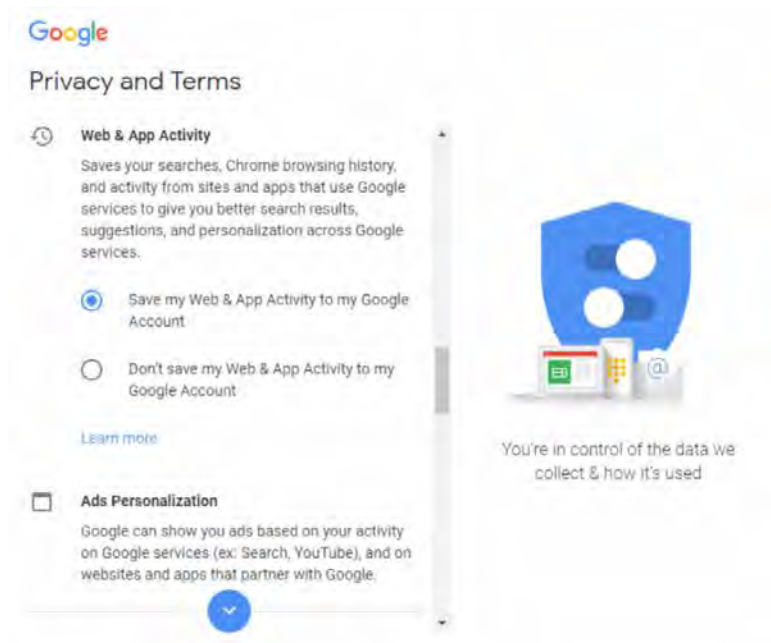 Google
Privacy and Terms
Web & App Activity
Saves your searches, Chrome browsing history,
and activity from sites and apps that use Google
services to give you better search results,
suggestions, and personalization across Google
services.
Save my Web & App Activity to my Google
Account
Don't save my Web & App Activity to my
Google Account
Learn more
Ads Personalization
Google can show you ads based on your activity
on Google services (ex: Search, YouTube), and on
websites and apps that partner with Google.
@
You're in control of the data we
collect & how it's used